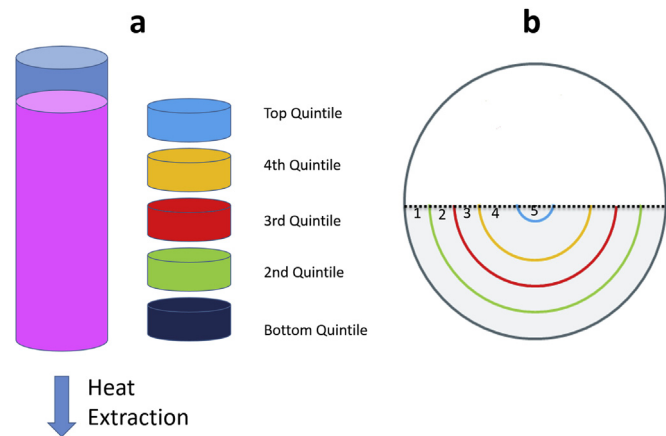 a
b
Top Quintile
4th Quintile
3rd Quintile
2nd Quintile
Bottom Quintile
1 2 3 4 5
Heat
Extraction